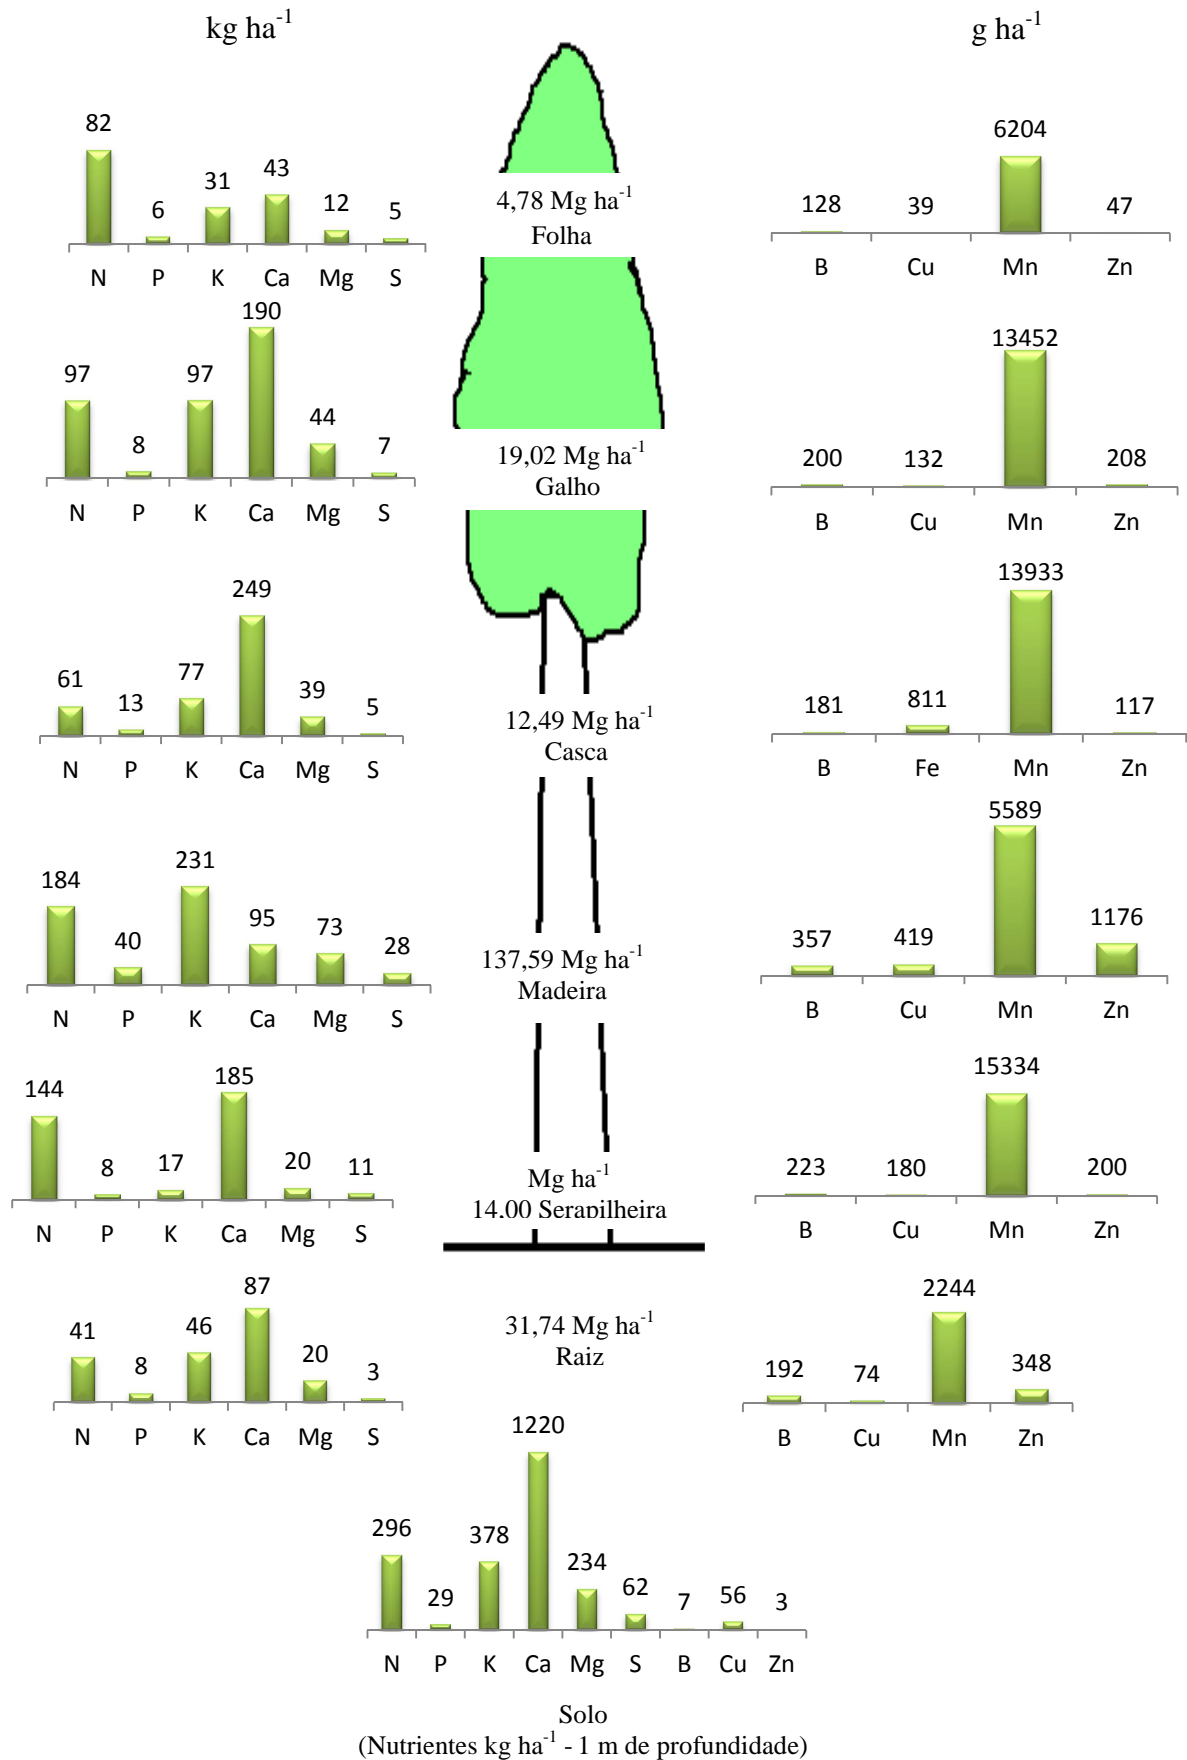 kg ha⁻¹
g ha⁻¹
82 6 31 43 12 5
N P K Ca Mg S
4,78 Mg ha⁻¹
Folha
6204
128 39 47
B Cu Mn Zn
190
97 8 97 44 7
N P K Ca Mg S
19,02 Mg ha⁻¹
Galho
13452
200 132 208
B Cu Mn Zn
249
61 13 77 39 5
N P K Ca Mg S
12,49 Mg ha⁻¹
Casca
13933
181 811 117
B Fe Mn Zn
231
184 40 95 73 28
N P K Ca Mg S
137,59 Mg ha⁻¹
Madeira
5589
357 419 1176
B Cu Mn Zn
185
144 8 17 20 11
N P K Ca Mg S
Mg ha⁻¹
14,00 Serapilheira
15334
223 180 200
B Cu Mn Zn
87
41 8 46 20 3
N P K Ca Mg S
31,74 Mg ha⁻¹
Raiz
2244
192 74 348
B Cu Mn Zn
1220
296 29 378 234 62 7 56 3
N P K Ca Mg S B Cu Zn
Solo
(Nutrientes kg ha⁻¹ - 1 m de profundidade)